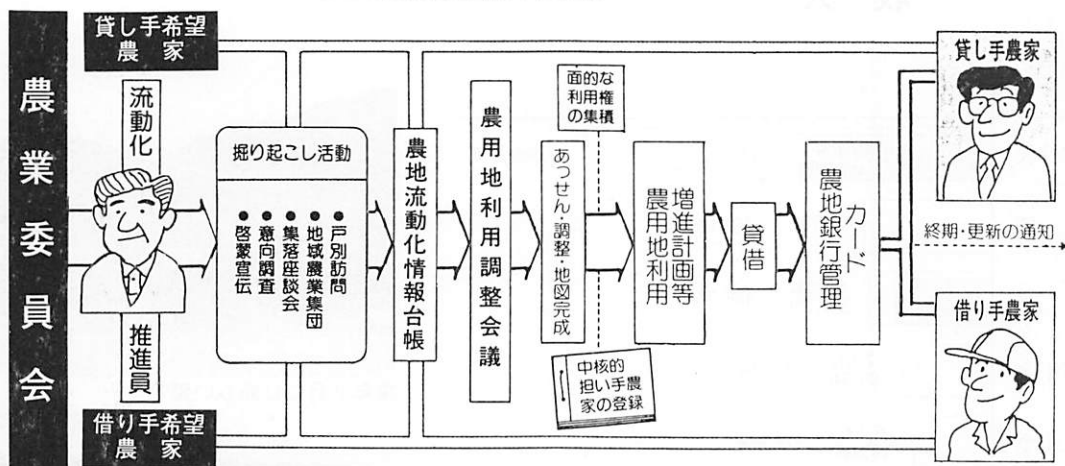 農業委員会
貸し手希望
農家
流動化
推進員
借り手希望
農家
掘り起こし活動
●戸別訪問
●地域農業集団
●集落座談会
●意向調査
●啓蒙宣伝
農地流動化情報台帳
農用地利用調整会議
面的な
利用権
の集積
あっせん・調整・地図完成
中核的
担い手農
家の登録
増進計画等
農用地利用
貸借
カード
農地銀行管理
貸し手農家
終期・更新の通知
借り手農家